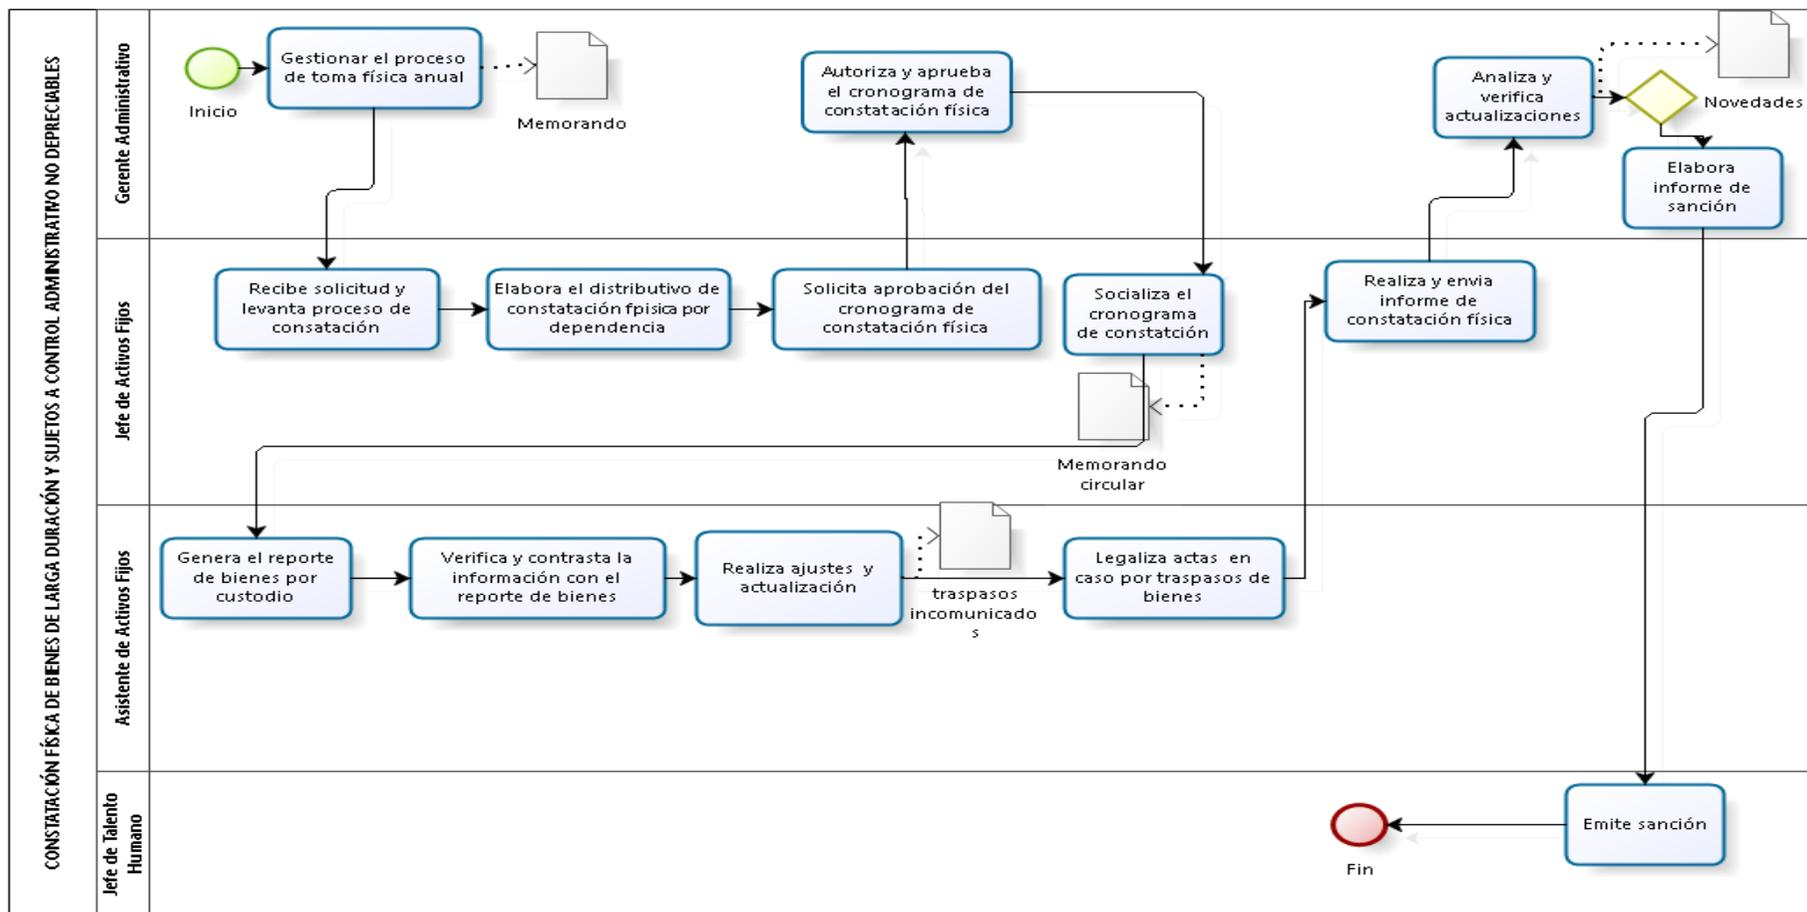 CONSTATACIÓN FÍSICA DE BIENES DE LARGA DURACIÓN Y SUJETOS A CONTROL ADMINISTRATIVO NO DEPRECIABLES
Gerente Administrativo
Inicio
Gestionar el proceso
de toma física anual
Memorando
Autoriza y aprueba
el cronograma de
constatación física
Analiza y
verifica
actualizaciones
Novedades
Elabora
informe de
sanción
Jefe de Activos Fijos
Recibe solicitud y
levanta proceso de
consatación
Elabora el distributivo de
constatación fpisica por
dependencia
Solicita aprobación del
cronograma de
constatación física
Socializa el
cronograma
de constatción
Memorando
circular
Realiza y envia
informe de
constatación física
Asistente de Activos Fijos
Genera el reporte
de bienes por
custodio
Verifica y contrasta la
información con el
reporte de bienes
Realiza ajustes y
actualización
traspasos
incomunicado
s
Legaliza actas en
caso por traspasos de
bienes
Jefe de Talento
Humano
Emite sanción
Fin